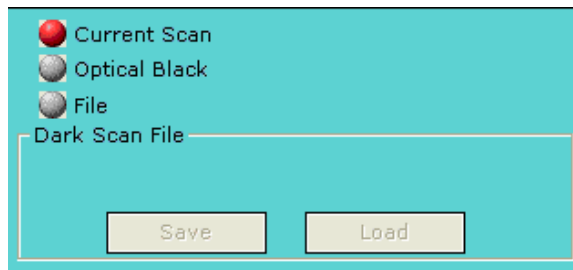 Current Scan
Optical Black
File
Dark Scan File
Save Load